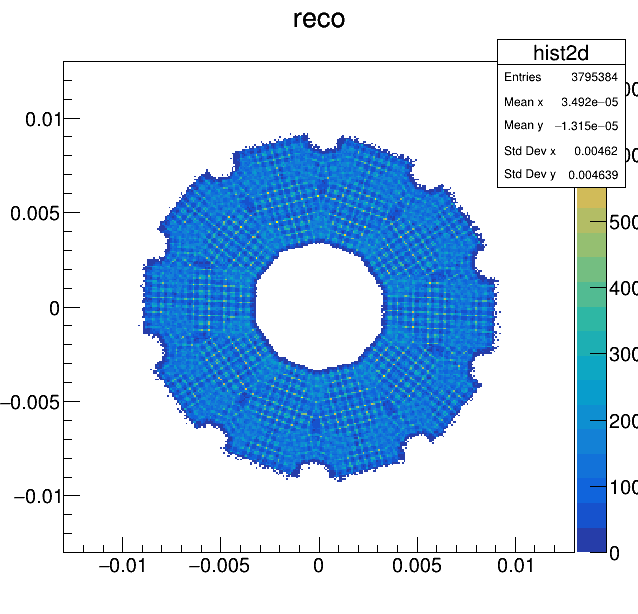 reco
hist2d
Entries 3795384
Mean x 3.492e−05
Mean y −1.315e−05
Std Dev x 0.00462
Std Dev y 0.004639
0.01
0.005
0
−0.005
−0.01
−0.01
−0.005
0
0.005
0.01
500
400
300
200
100
0